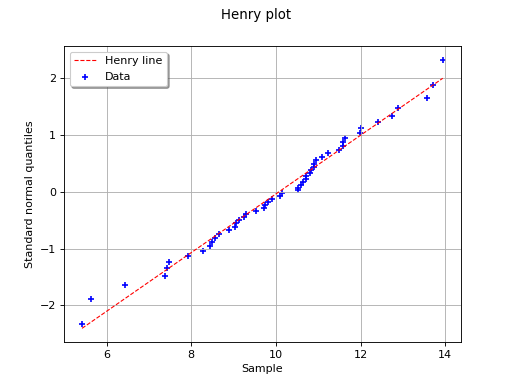 Henry plot
Henry line
Data
Standard normal quantiles
2
1
0
−1
−2
6
8
10
12
14
Sample